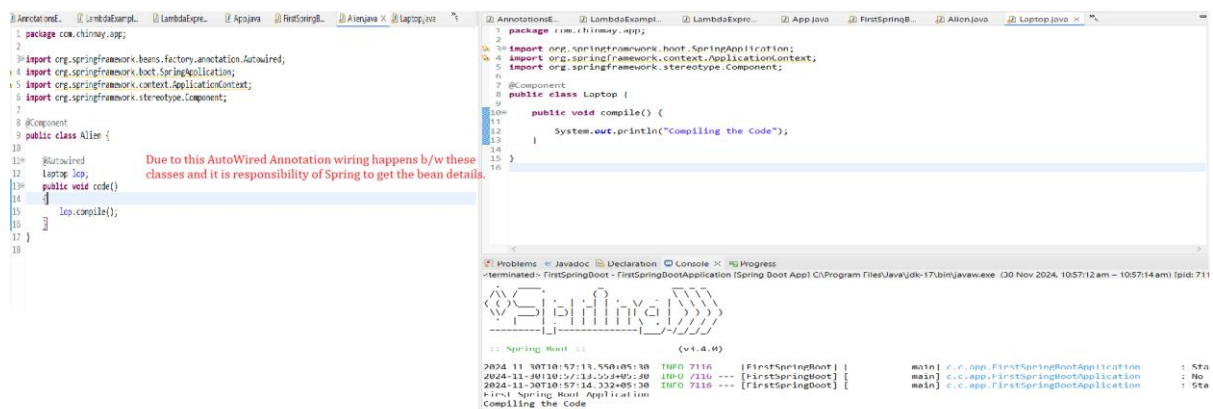 AnnotationsE... LambdaExampl... LambdaExpre... App.java FirstSpringB... Alien.java X Laptop.java
1 package com.chinmay.app;
2
3 import org.springframework.beans.factory.annotation.Autowired;
4 import org.springframework.boot.SpringApplication;
5 import org.springframework.context.ApplicationContext;
6 import org.springframework.stereotype.Component;
7
8 @Component
9 public class Alien {
10
11 @Autowired
12 Laptop lop;
13 public void code()
14 {
15 lop.compile();
16 }
17 }
18
Due to this AutoWired Annotation wiring happens b/w these
classes and it is responsibility of Spring to get the bean details.
AnnotationsE... LambdaExampl... LambdaExpre... App.java FirstSpringB... Alien.java Laptop.java X
1 package com.chinmay.app;
2
3 import org.springframework.boot.SpringApplication;
4 import org.springframework.context.ApplicationContext;
5 import org.springframework.stereotype.Component;
6
7 @Component
8 public class Laptop {
9
10 public void compile() {
11
12 System.out.println("Compiling the Code");
13 }
14
15 }
16
Problems Javadoc Declaration Console X Progress
<terminated> FirstSpringBoot - FirstSpringBootApplication [Spring Boot App] C:\Program Files\Java\jdk-17\bin\javaw.exe (30 Nov 2024, 10:57:12 am – 10:57:14 am) [pid: 711
:: Spring Boot :: (v3.4.0)
2024-11-30T10:57:13.550+05:30 INFO 7116 --- [FirstSpringBoot] [ main] c.c.app.FirstSpringBootApplication : Sta
2024-11-30T10:57:13.553+05:30 INFO 7116 --- [FirstSpringBoot] [ main] c.c.app.FirstSpringBootApplication : No
2024-11-30T10:57:14.332+05:30 INFO 7116 --- [FirstSpringBoot] [ main] c.c.app.FirstSpringBootApplication : Sta
First Spring Boot Application
Compiling the Code